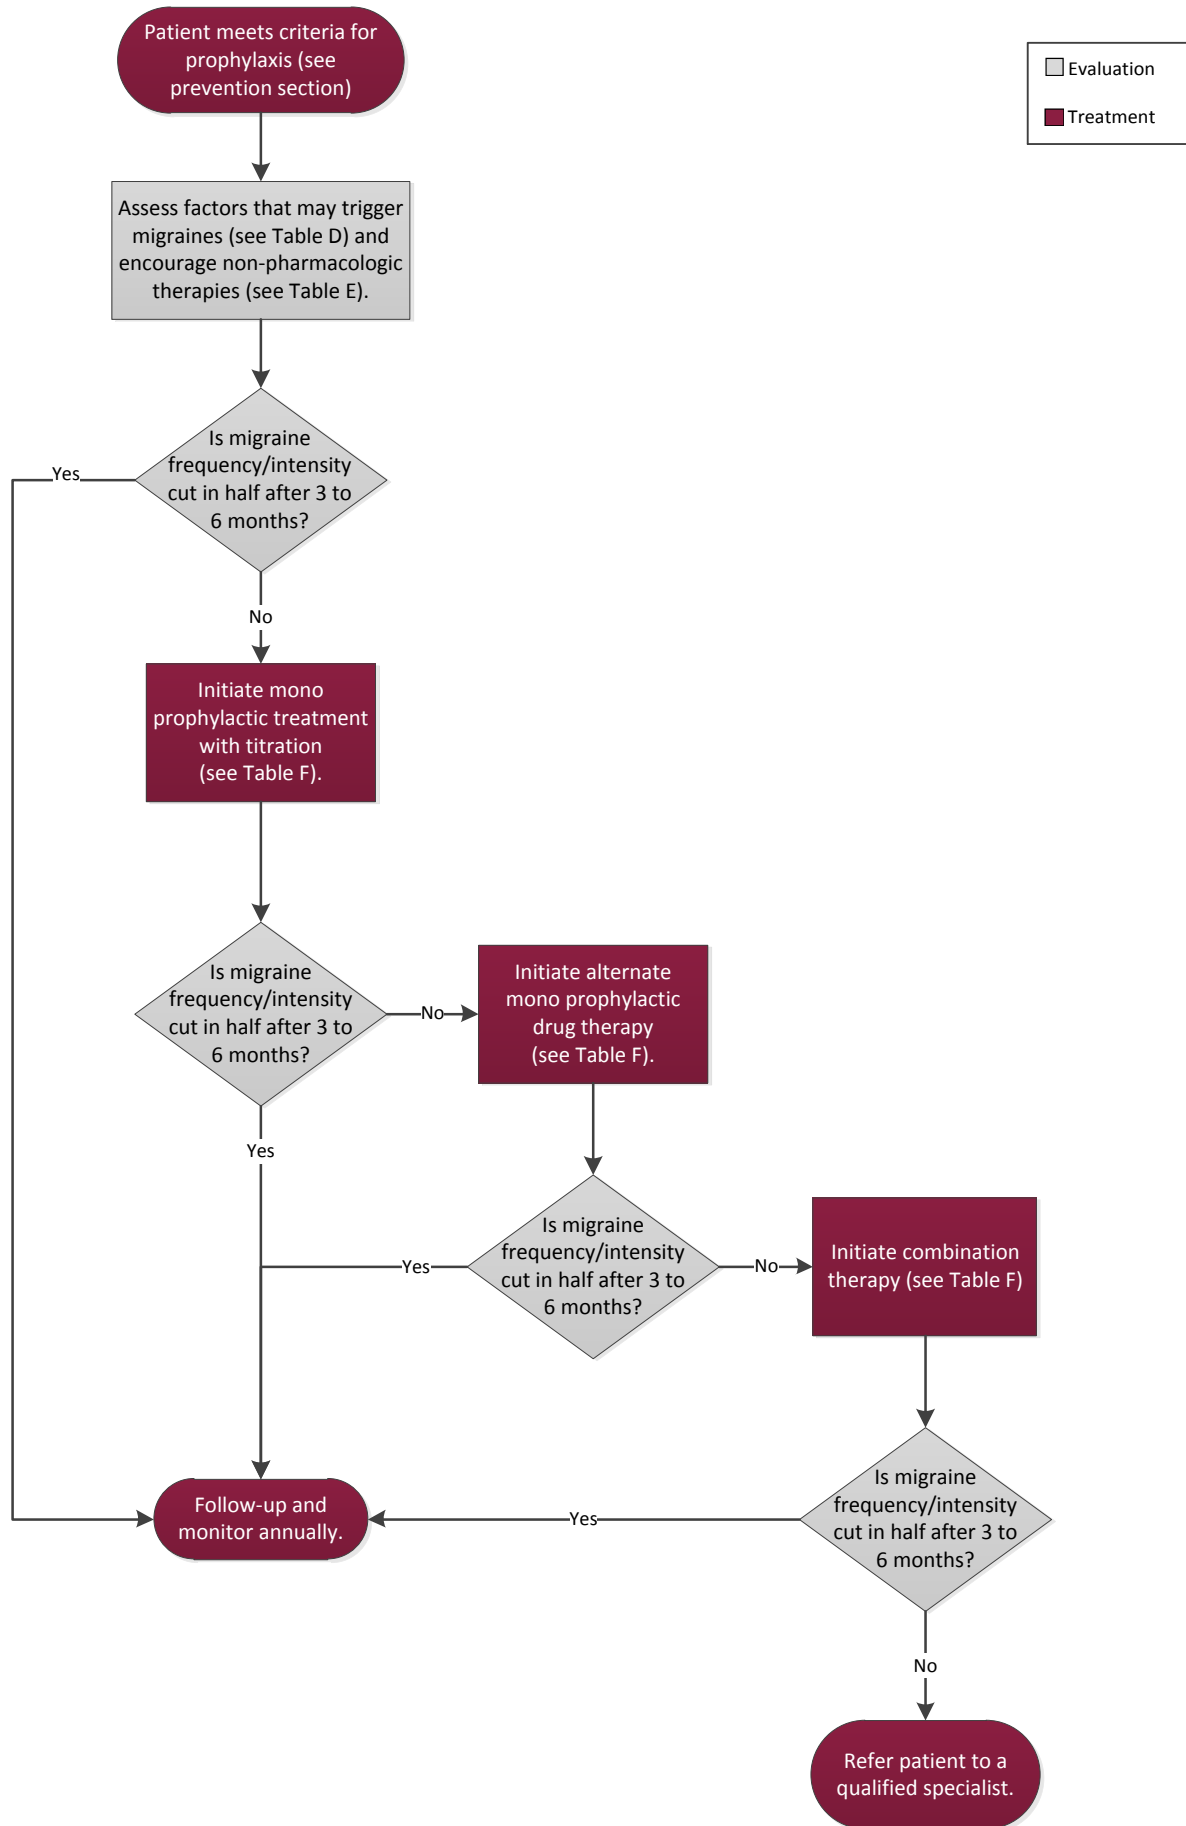 Patient meets criteria for
prophylaxis (see
prevention section)
Evaluation
Treatment
Assess factors that may trigger
migraines (see Table D) and
encourage non-pharmacologic
therapies (see Table E).
Is migraine
frequency/intensity
cut in half after 3 to
6 months?
Yes
No
Initiate mono
prophylactic treatment
with titration
(see Table F).
Is migraine
frequency/intensity
cut in half after 3 to
6 months?
No
Initiate alternate
mono prophylactic
drug therapy
(see Table F).
Yes
Is migraine
frequency/intensity
cut in half after 3 to
6 months?
Yes
No
Initiate combination
therapy (see Table F)
Is migraine
frequency/intensity
cut in half after 3 to
6 months?
Yes
Follow-up and
monitor annually.
No
Refer patient to a
qualified specialist.